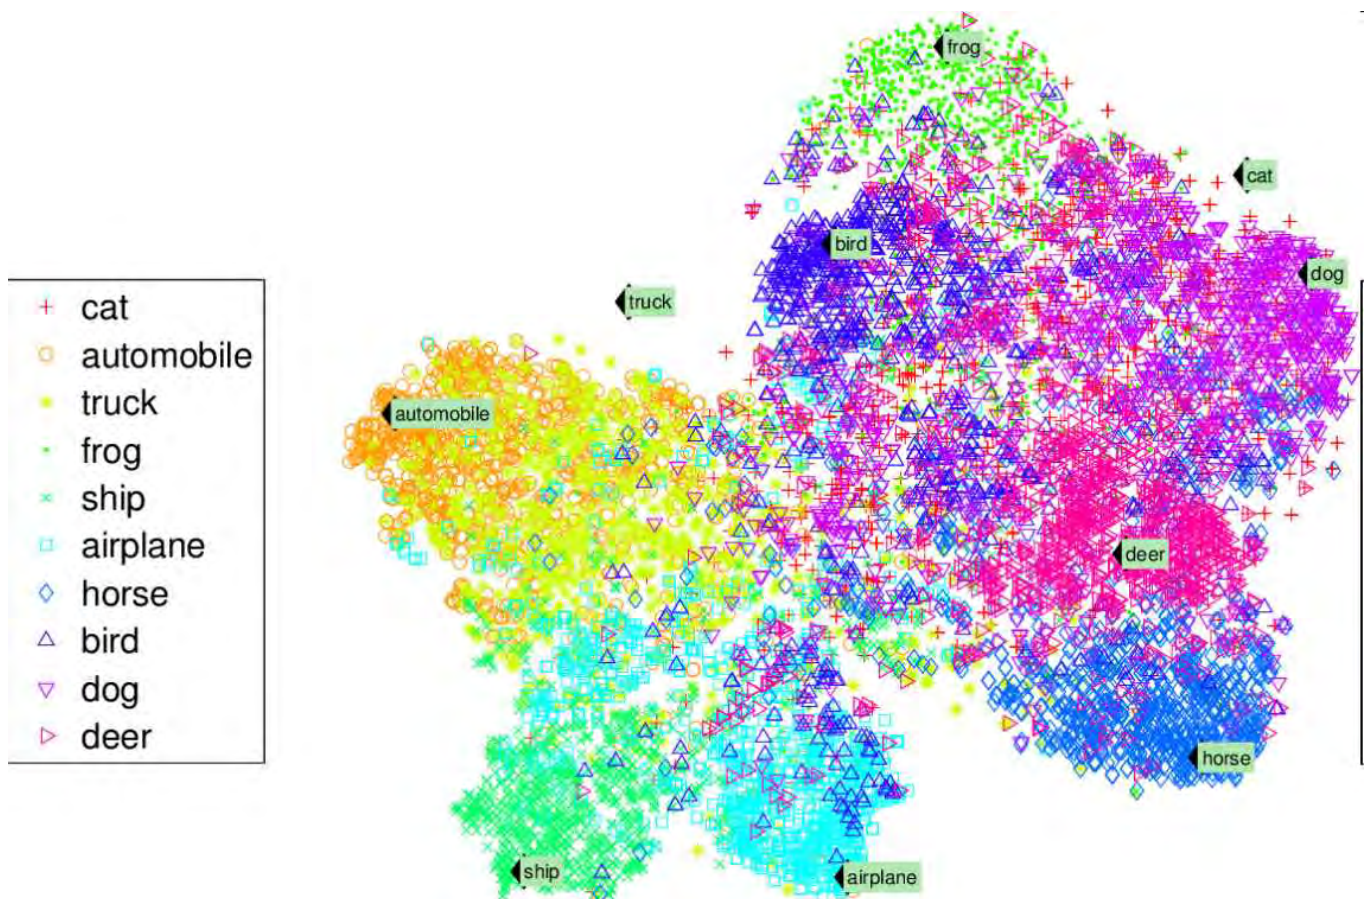 frog
cat
bird
dog
truck
cat
automobile
truck
frog
ship
airplane
horse
bird
dog
deer
automobile
deer
horse
ship
airplane